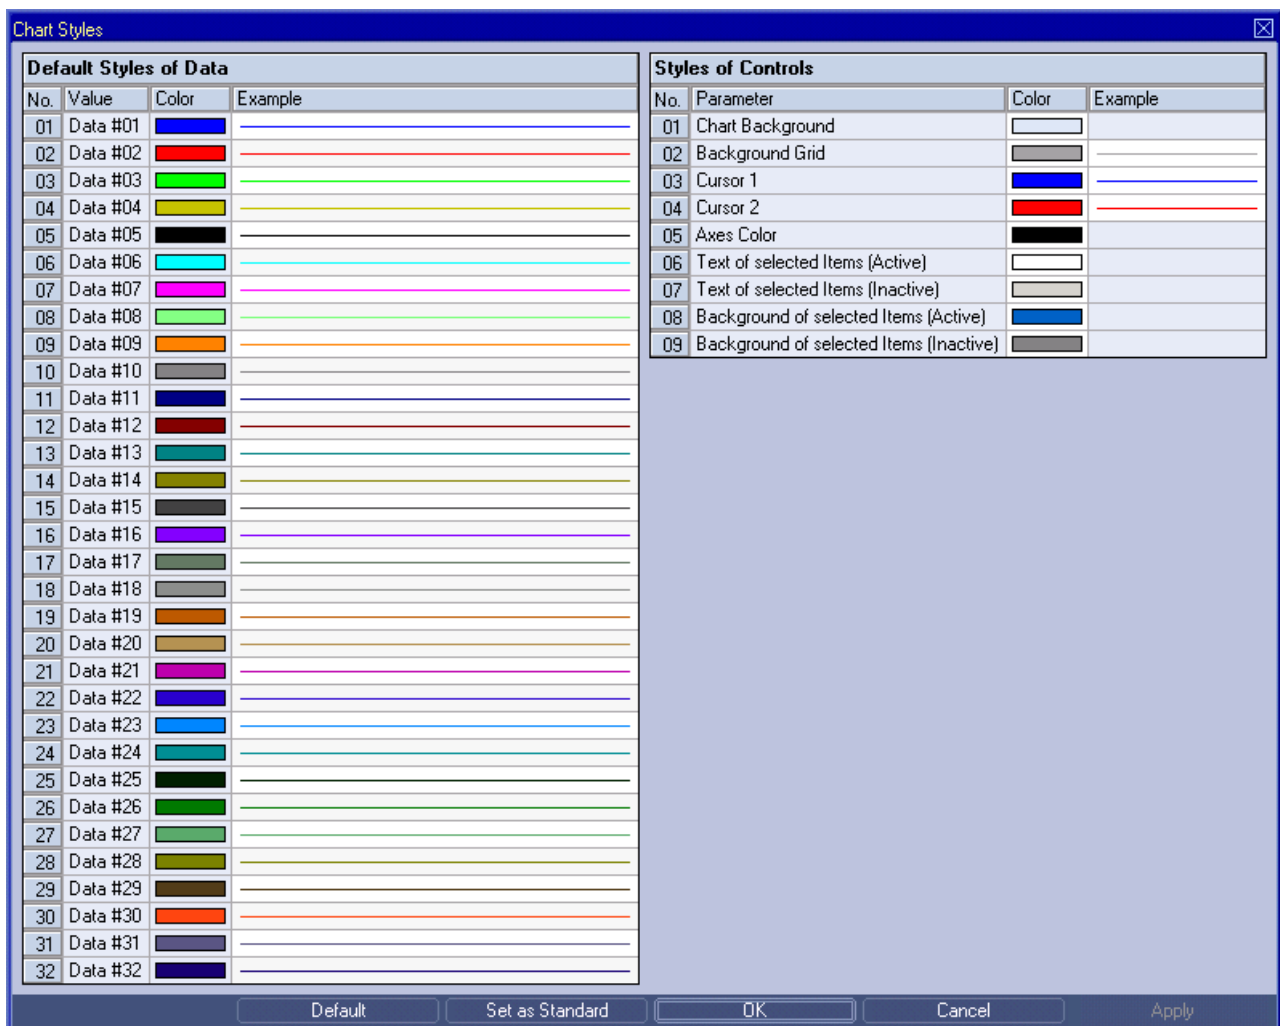 Chart Styles
Default Styles of Data
No. Value Color Example
01 Data #01
02 Data #02
03 Data #03
04 Data #04
05 Data #05
06 Data #06
07 Data #07
08 Data #08
09 Data #09
10 Data #10
11 Data #11
12 Data #12
13 Data #13
14 Data #14
15 Data #15
16 Data #16
17 Data #17
18 Data #18
19 Data #19
20 Data #20
21 Data #21
22 Data #22
23 Data #23
24 Data #24
25 Data #25
26 Data #26
27 Data #27
28 Data #28
29 Data #29
30 Data #30
31 Data #31
32 Data #32
Styles of Controls
No. Parameter Color Example
01 Chart Background
02 Background Grid
03 Cursor 1
04 Cursor 2
05 Axes Color
06 Text of selected Items (Active)
07 Text of selected Items (Inactive)
08 Background of selected Items (Active)
09 Background of selected Items (Inactive)
Default Set as Standard OK Cancel Apply